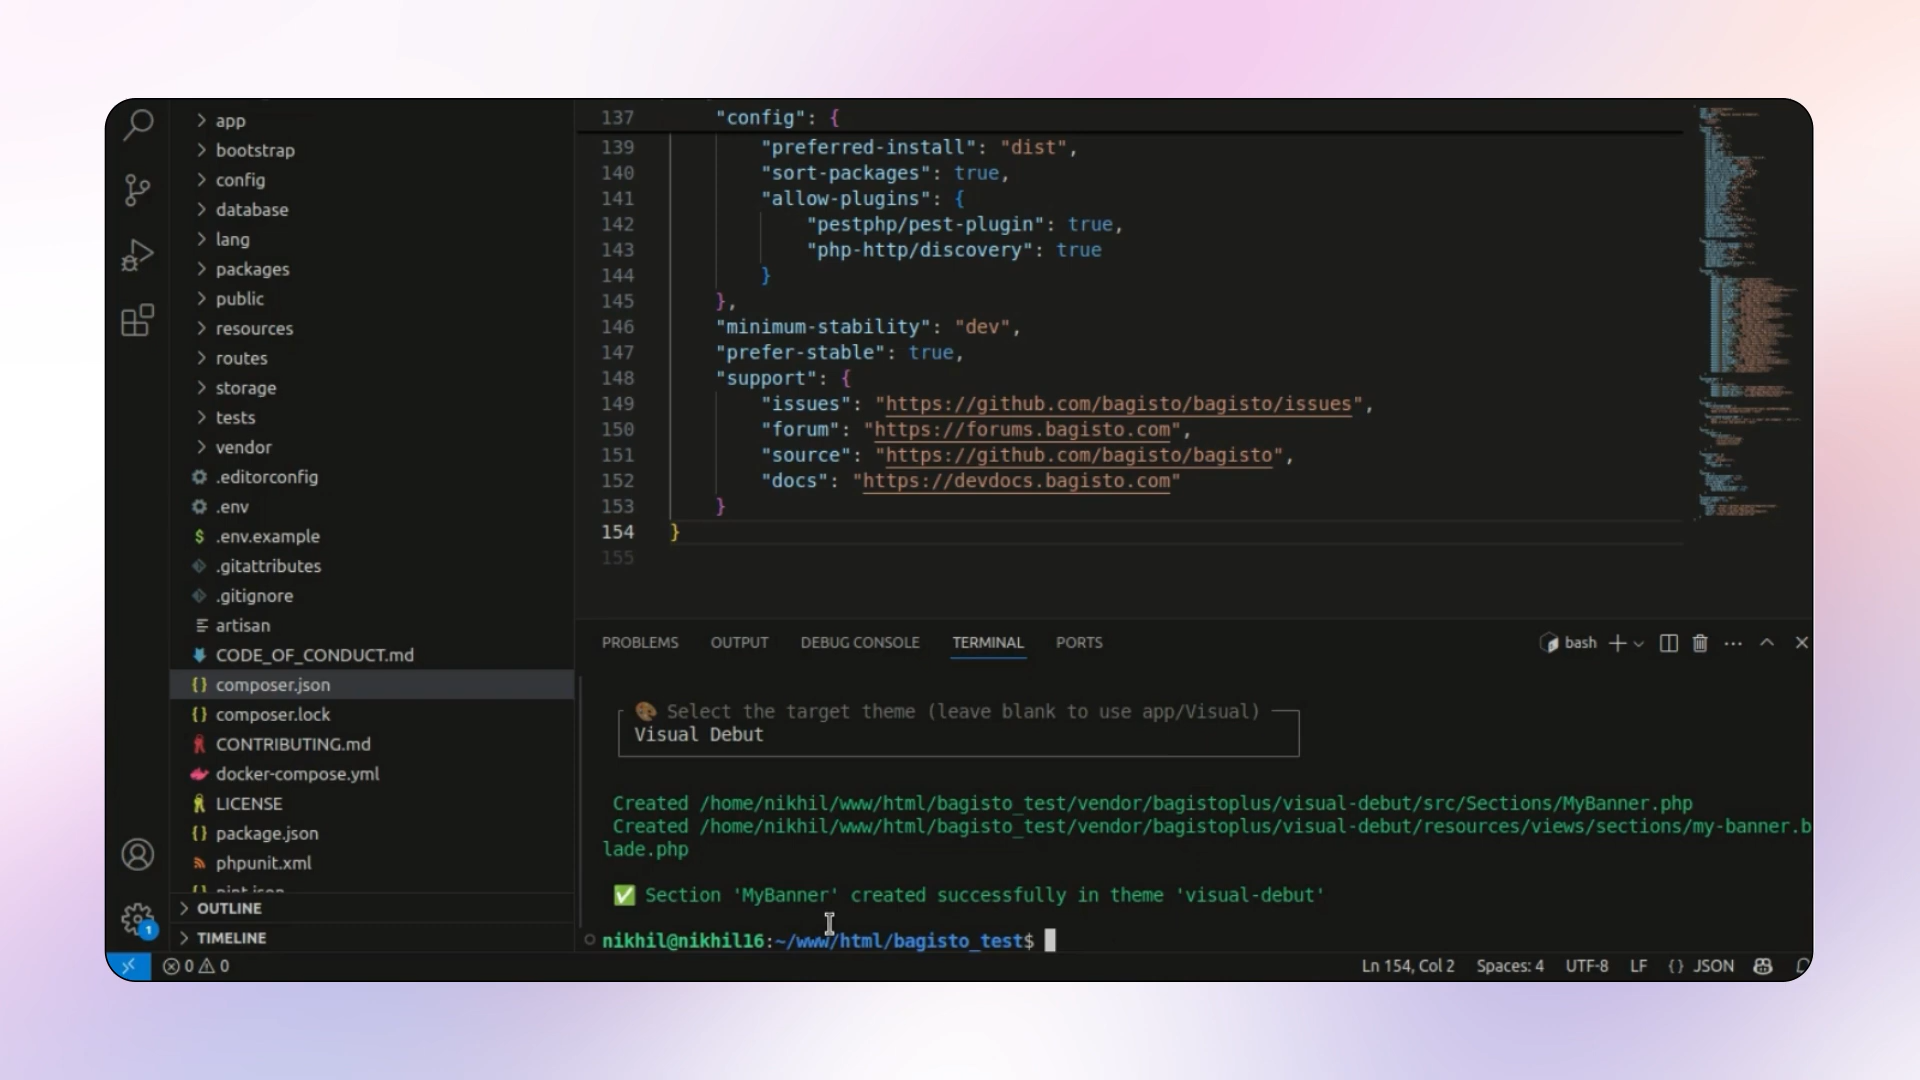 app
bootstrap
config
database
lang
packages
public
resources
routes
storage
tests
vendor
.editorconfig
.env
.env.example
.gitattributes
.gitignore
artisan
CODE_OF_CONDUCT.md
composer.json
composer.lock
CONTRIBUTING.md
docker-compose.yml
LICENSE
package.json
phpunit.xml
pint.json
OUTLINE
TIMELINE
137 "config": {
139 "preferred-install": "dist",
140 "sort-packages": true,
141 "allow-plugins": {
142 "pestphp/pest-plugin": true,
143 "php-http/discovery": true
144 }
145 },
146 "minimum-stability": "dev",
147 "prefer-stable": true,
148 "support": {
149 "issues": "https://github.com/bagisto/bagisto/issues",
150 "forum": "https://forums.bagisto.com",
151 "source": "https://github.com/bagisto/bagisto",
152 "docs": "https://devdocs.bagisto.com"
153 }
154 }
155
PROBLEMS OUTPUT DEBUG CONSOLE TERMINAL PORTS bash
Select the target theme (leave blank to use app/Visual)
Visual Debut
Created /home/nikhil/www/html/bagisto_test/vendor/bagistoplus/visual-debut/src/Sections/MyBanner.php
Created /home/nikhil/www/html/bagisto_test/vendor/bagistoplus/visual-debut/resources/views/sections/my-banner.b
lade.php
✅ Section 'MyBanner' created successfully in theme 'visual-debut'
nikhil@nikhil16:~/www/html/bagisto_test$
1
0 0 Ln 154, Col 2 Spaces: 4 UTF-8 LF {} JSON